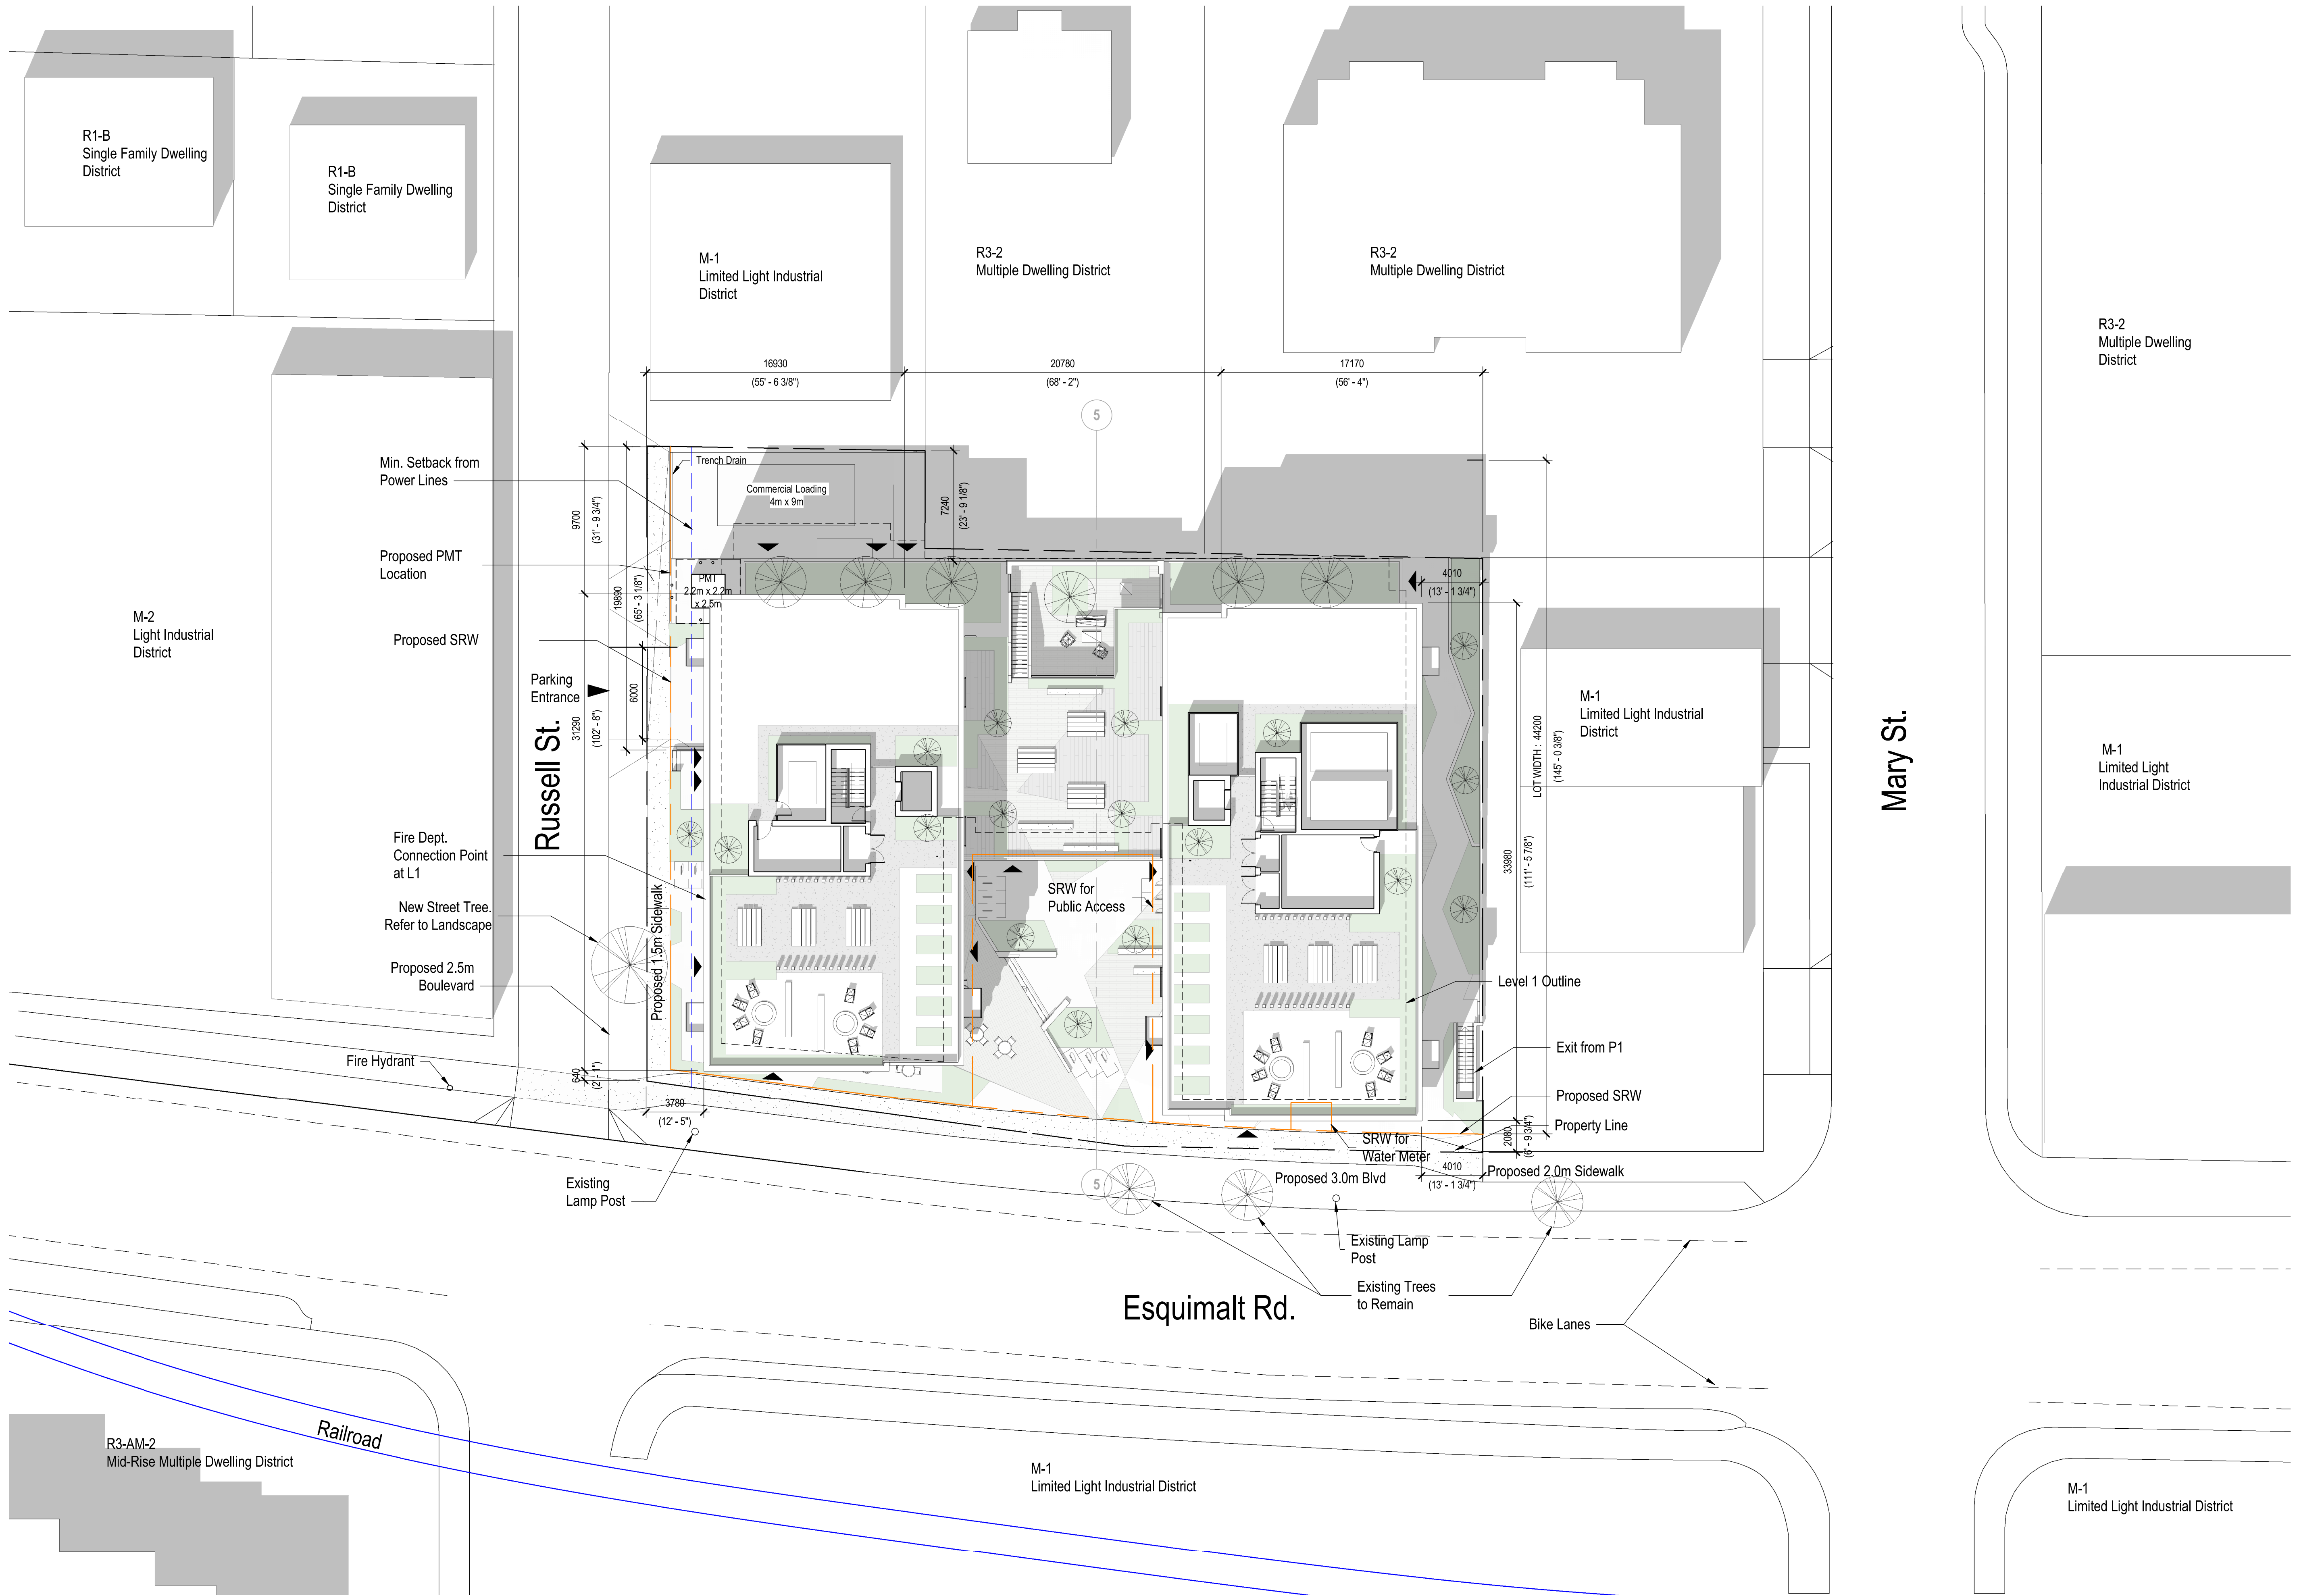 R1-B
Single Family Dwelling
District
R1-B
Single Family Dwelling
District
M-1
Limited Light Industrial
District
R3-2
Multiple Dwelling District
R3-2
Multiple Dwelling District
R3-2
Multiple Dwelling
District
16930
(55' - 6 3/8")
20780
(68' - 2")
17170
(56' - 4")
5
Min. Setback from
Power Lines
Trench Drain
Commercial Loading
4m x 9m
9700
(31' - 9 3/4")
7240
(23' - 9 1/8")
Proposed PMT
Location
PMT
2.2m x 2.2m
x 2.5m
19890
(65' - 3 1/8")
4010
(13' - 1 3/4")
M-2
Light Industrial
District
Proposed SRW
Parking
Entrance
6000
31290
(102' - 8")
Russell St.
M-1
Limited Light Industrial
District
LOT WIDTH : 44200
(145' - 0 3/8")
Mary St.
M-1
Limited Light
Industrial District
Fire Dept.
Connection Point
at L1
33980
(111' - 5 7/8")
SRW for
Public Access
New Street Tree.
Refer to Landscape
Proposed 1.5m Sidewalk
Proposed 2.5m
Boulevard
Level 1 Outline
Fire Hydrant
Exit from P1
640
(2' - 1")
3780
(12' - 5")
Proposed SRW
Property Line
2080
(6' - 9 3/4")
SRW for
Water Meter
4010
(13' - 1 3/4")
Proposed 2.0m Sidewalk
Proposed 3.0m Blvd
5
Existing
Lamp Post
Existing Lamp
Post
Existing Trees
to Remain
Esquimalt Rd.
Bike Lanes
Railroad
R3-AM-2
Mid-Rise Multiple Dwelling District
M-1
Limited Light Industrial District
M-1
Limited Light Industrial District